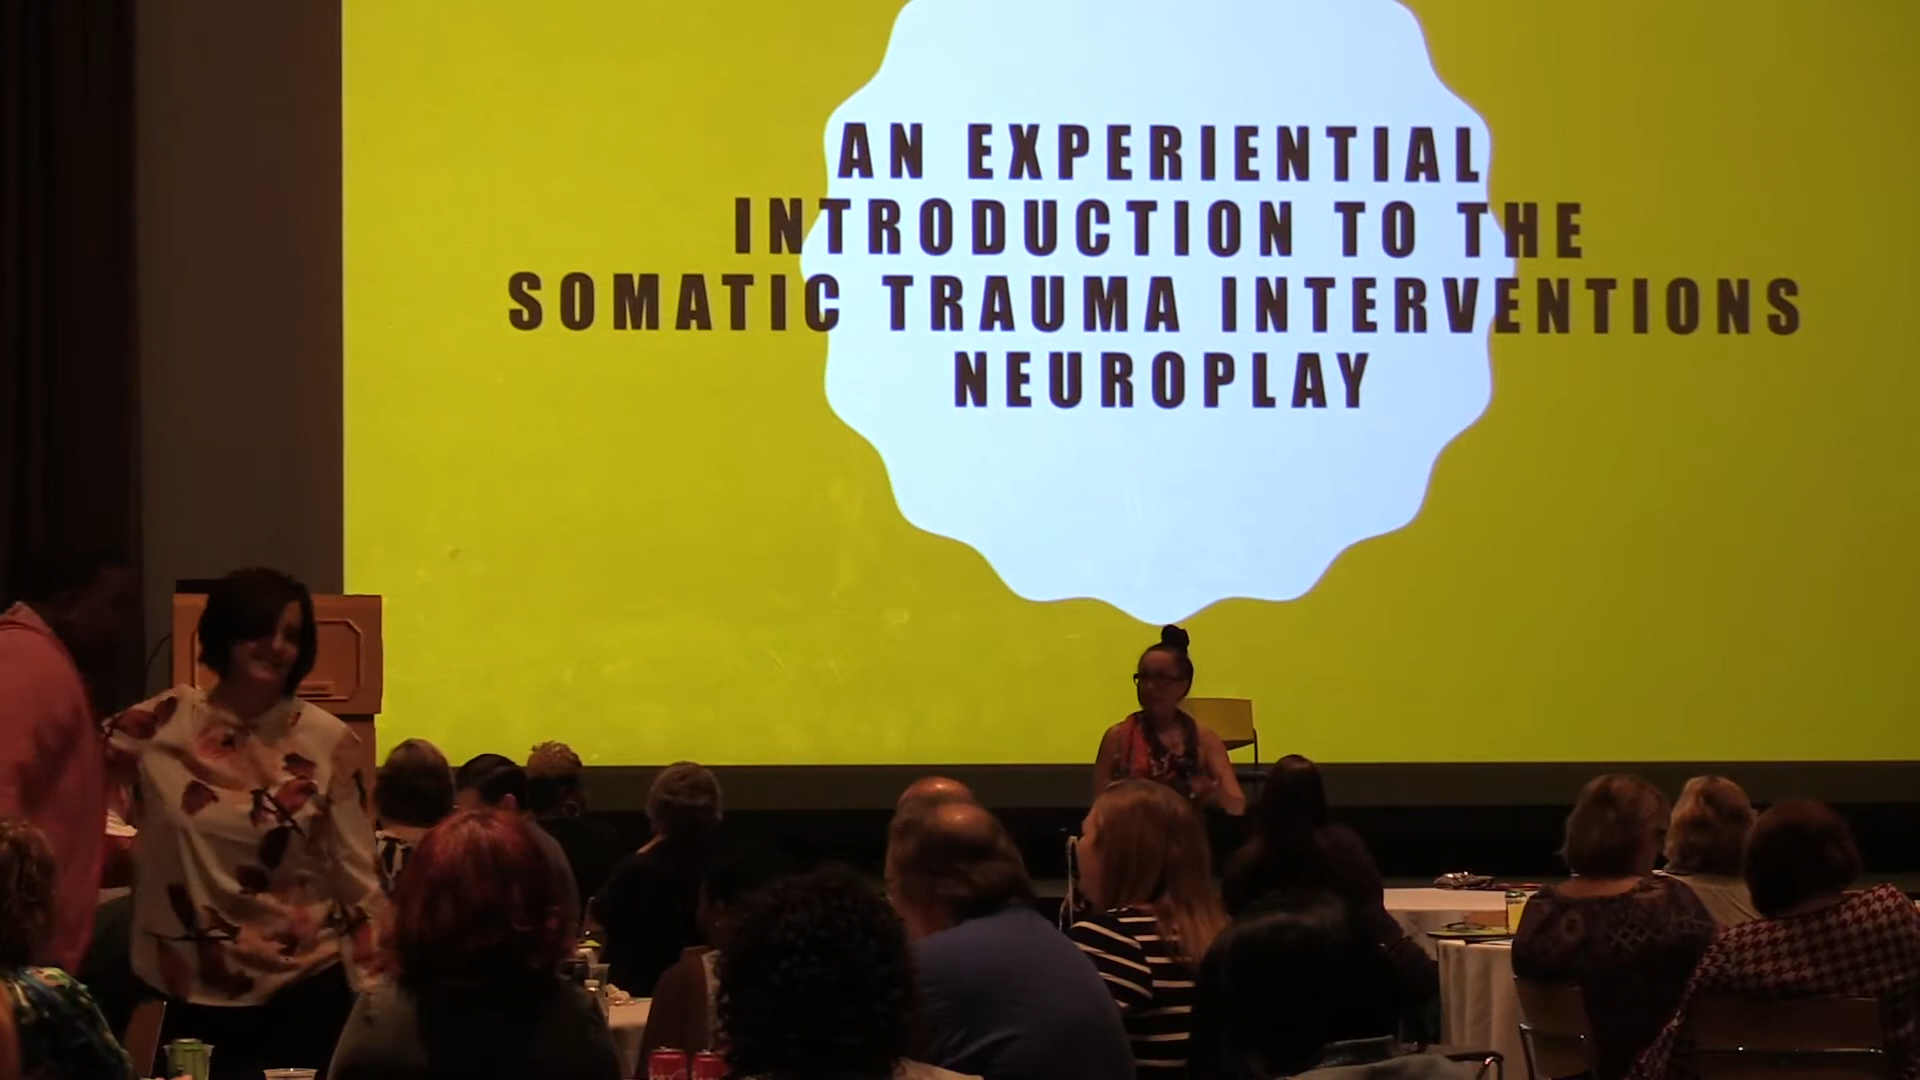 AN EXPERIENTIAL
INTRODUCTION TO THE
SOMATIC TRAUMA INTERVENTIONS
NEUROPLAY